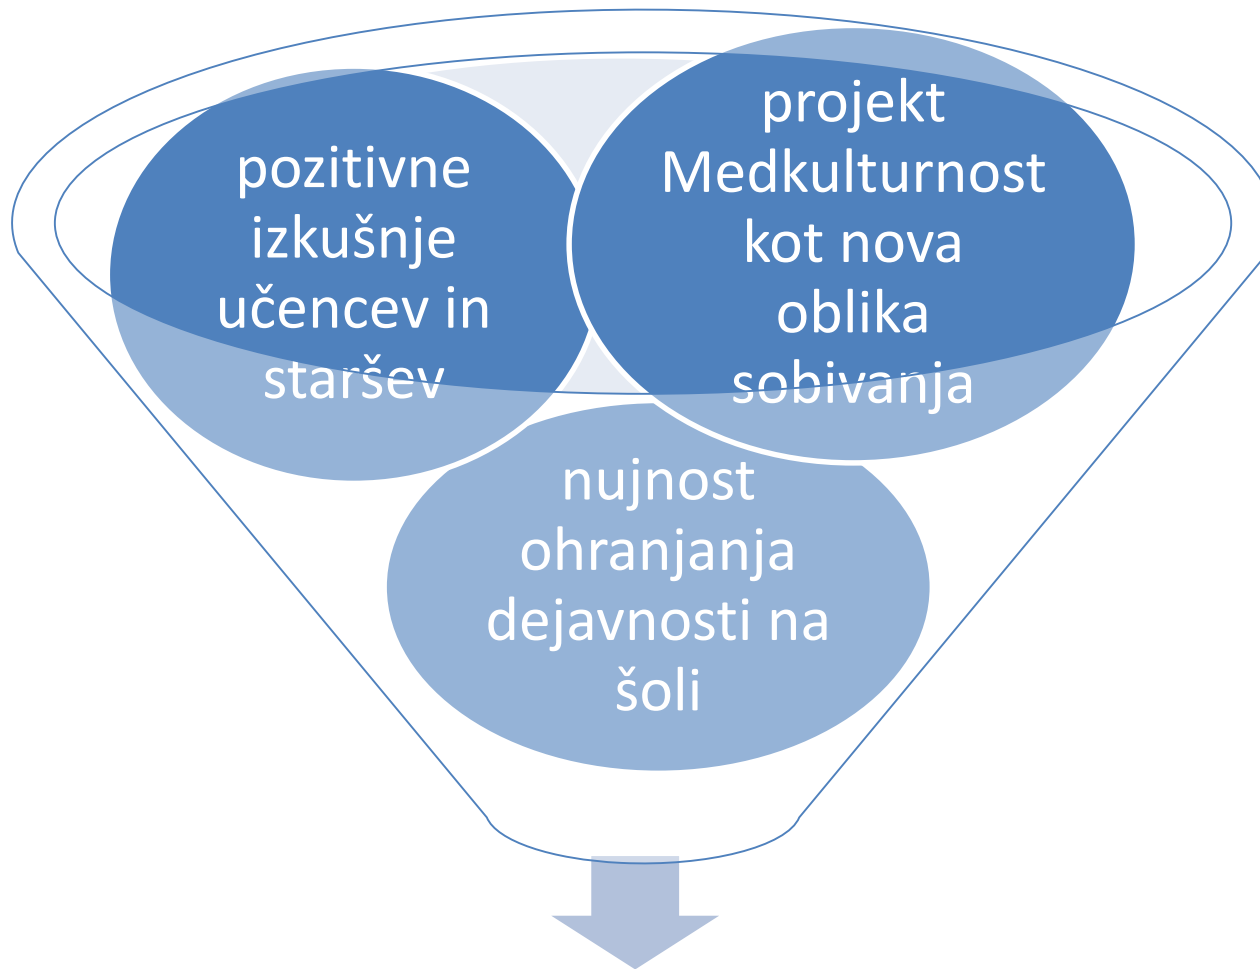 pozitivne
izkušnje
učencev in
staršev
projekt
Medkulturnost
kot nova
oblika
sobivanja
nujnost
ohranjanja
dejavnosti na
šoli